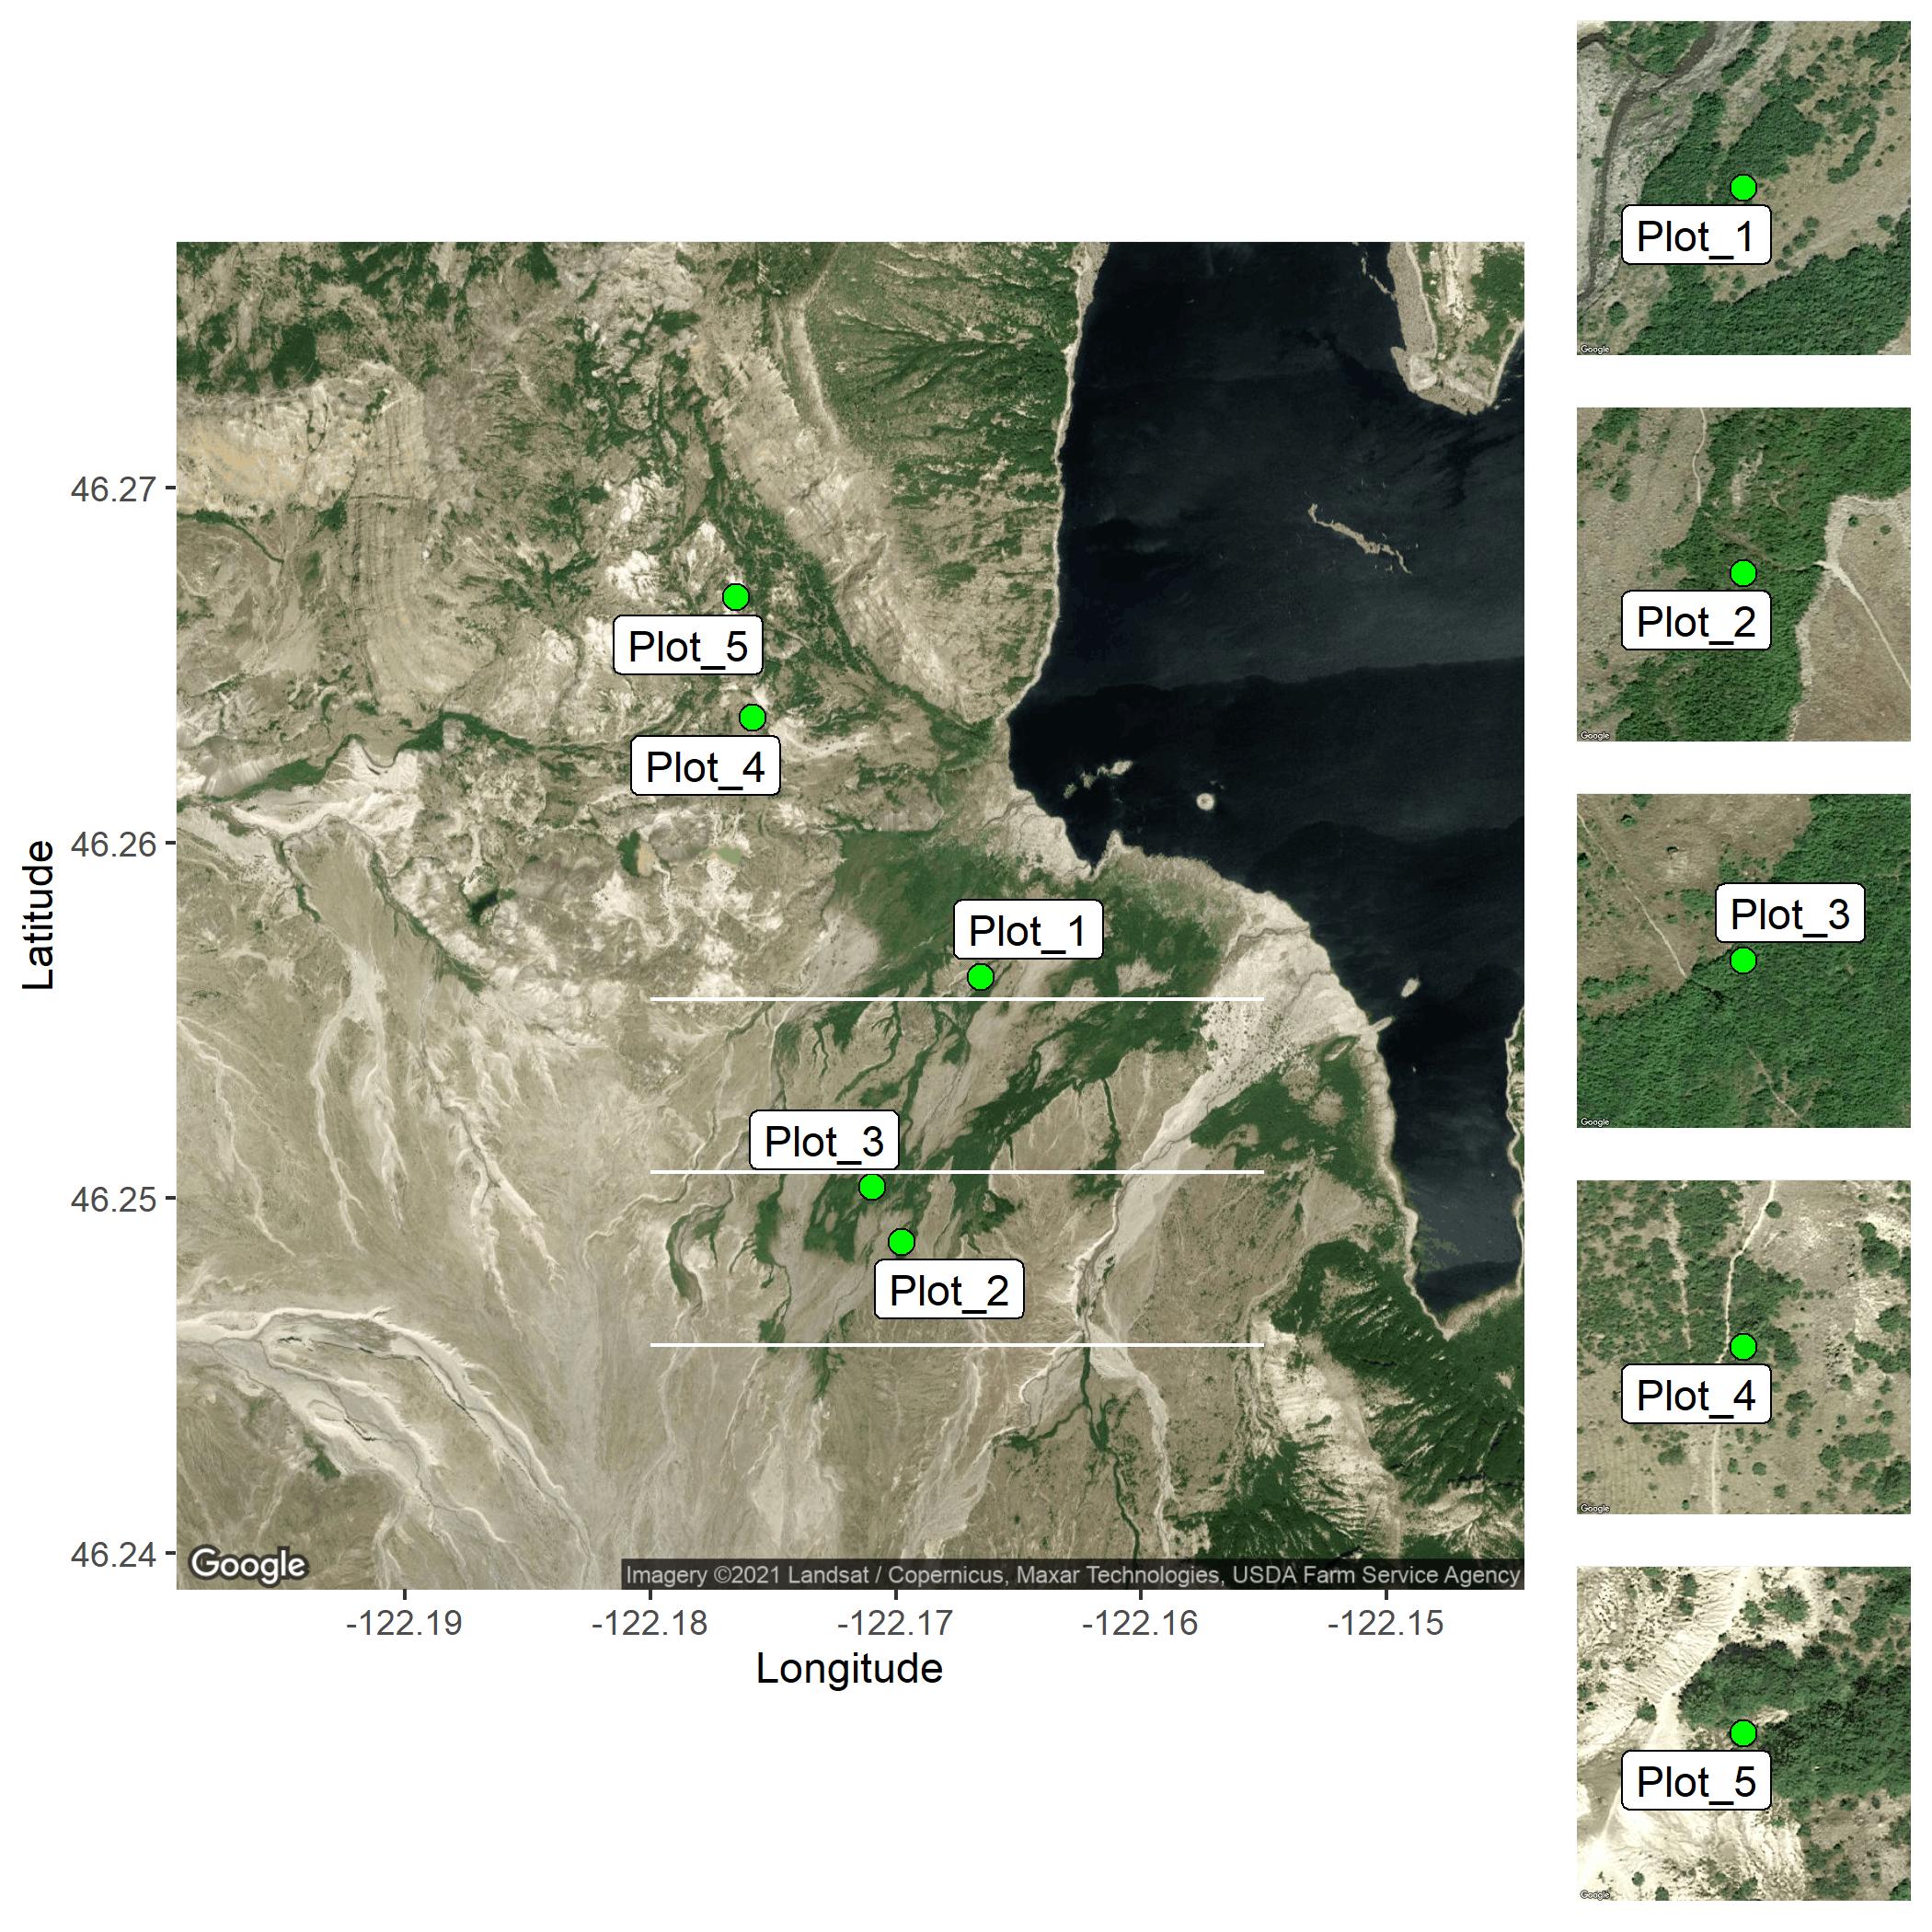 Plot_1
Google
Plot_2
Google
Plot_3
Google
Plot_4
Google
Plot_5
Google
46.27
46.26
46.25
46.24
Latitude
Plot_5
Plot_4
Plot_1
Plot_3
Plot_2
Google
Imagery ©2021 Landsat / Copernicus, Maxar Technologies, USDA Farm Service Agency
-122.19
-122.18
-122.17
-122.16
-122.15
Longitude